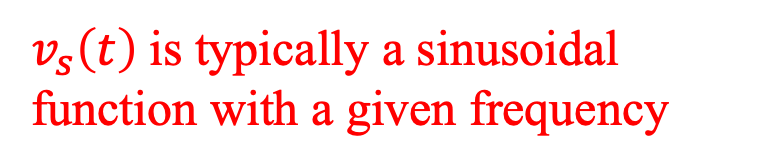 𝑣ₛ(𝑡) is typically a sinusoidal
function with a given frequency